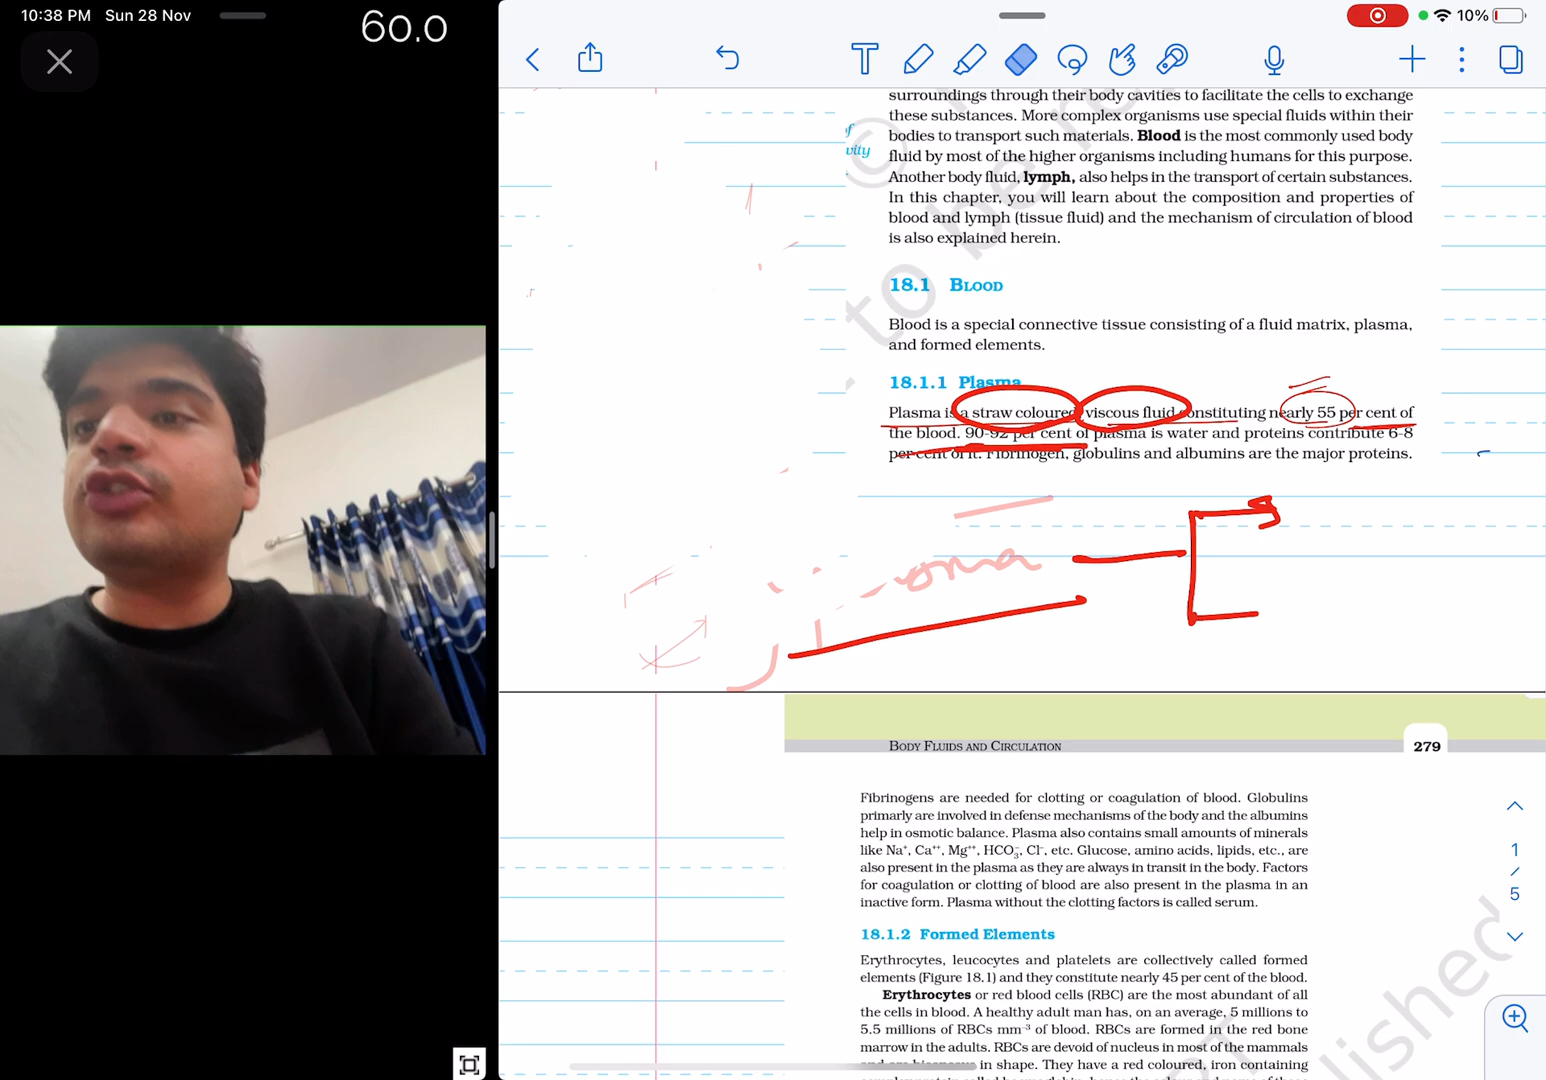 10:38 PM Sun 28 Nov
60.0
10%
T
surroundings through their body cavities to facilitate the cells to exchange
these substances. More complex organisms use special fluids within their
bodies to transport such materials. Blood is the most commonly used body
fluid by most of the higher organisms including humans for this purpose.
Another body fluid, lymph, also helps in the transport of certain substances.
In this chapter, you will learn about the composition and properties of
blood and lymph (tissue fluid) and the mechanism of circulation of blood
is also explained herein.
18.1 BLOOD
Blood is a special connective tissue consisting of a fluid matrix, plasma,
and formed elements.
18.1.1 Plasma
Plasma is a straw coloured, viscous fluid constituting nearly 55 per cent of
the blood. 90-92 per cent of plasma is water and proteins contribute 6-8
per cent of it. Fibrinogen, globulins and albumins are the major proteins.
BODY FLUIDS AND CIRCULATION
279
Fibrinogens are needed for clotting or coagulation of blood. Globulins
primarly are involved in defense mechanisms of the body and the albumins
help in osmotic balance. Plasma also contains small amounts of minerals
like Na⁺, Ca⁺⁺, Mg⁺⁺, HCO₃⁻, Cl⁻, etc. Glucose, amino acids, lipids, etc., are
also present in the plasma as they are always in transit in the body. Factors
for coagulation or clotting of blood are also present in the plasma in an
inactive form. Plasma without the clotting factors is called serum.
18.1.2 Formed Elements
Erythrocytes, leucocytes and platelets are collectively called formed
elements (Figure 18.1) and they constitute nearly 45 per cent of the blood.
Erythrocytes or red blood cells (RBC) are the most abundant of all
the cells in blood. A healthy adult man has, on an average, 5 millions to
5.5 millions of RBCs mm⁻³ of blood. RBCs are formed in the red bone
marrow in the adults. RBCs are devoid of nucleus in most of the mammals
in shape. They have a red coloured, iron containing
1
/
5